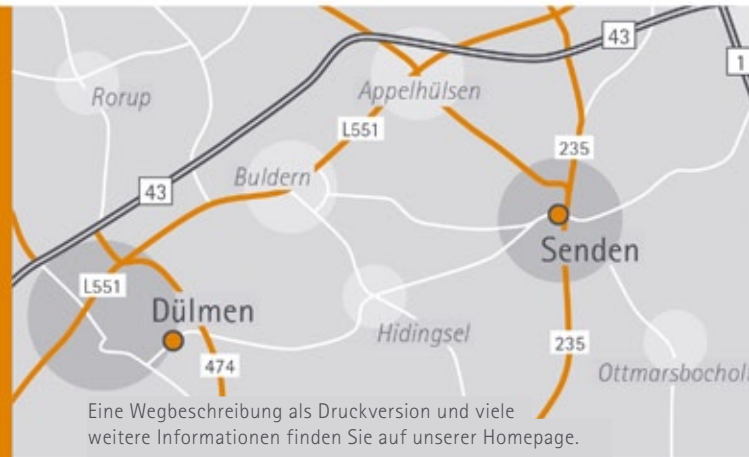 43
1
Rorup
Appelhülsen
L551
235
Buldern
43
Senden
L551
Dülmen
Hidingsel
235
474
Ottmarsbocholt
Eine Wegbeschreibung als Druckversion und viele
weitere Informationen finden Sie auf unserer Homepage.